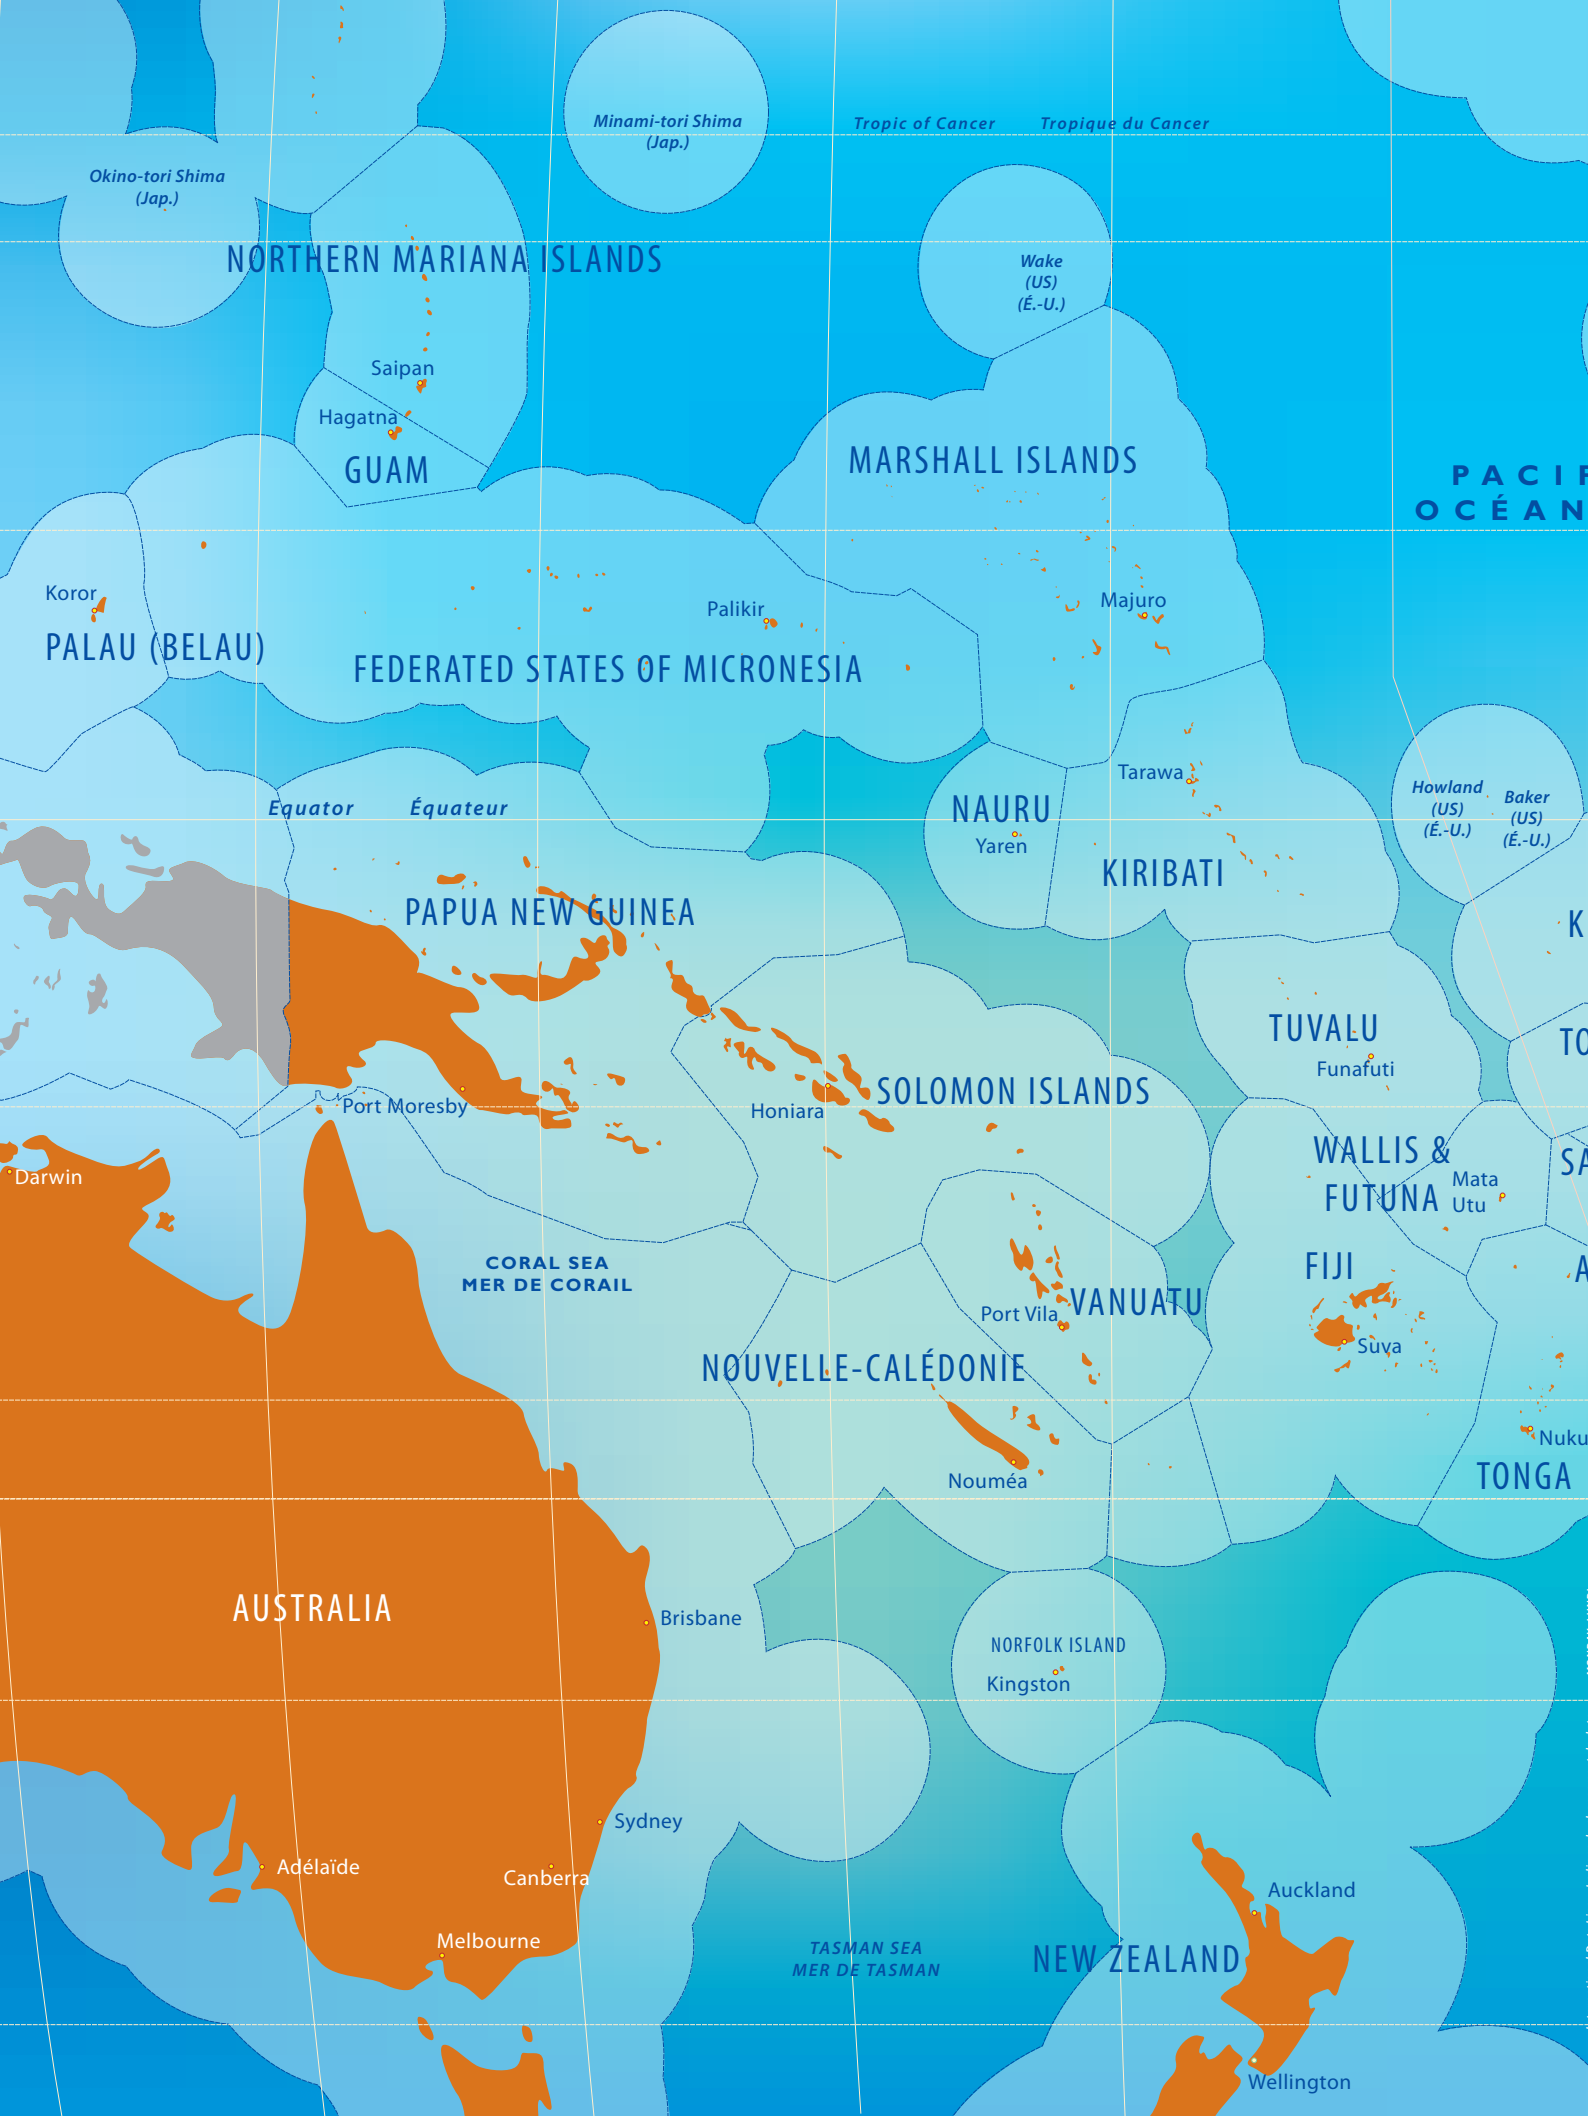 Minami-tori Shima
(Jap.)
Tropic of Cancer
Tropique du Cancer
Okino-tori Shima
(Jap.)
NORTHERN MARIANA ISLANDS
Wake
(US)
(É.-U.)
Saipan
Hagatna
GUAM
MARSHALL ISLANDS
PACIF
OCÉAN
Koror
PALAU (BELAU)
Palikir
Majuro
FEDERATED STATES OF MICRONESIA
Tarawa
Equator
Équateur
NAURU
Yaren
Howland
(US)
(É.-U.)
Baker
(US)
(É.-U.)
KIRIBATI
PAPUA NEW GUINEA
K
TUVALU
Funafuti
TO
SOLOMON ISLANDS
Honiara
Port Moresby
Darwin
WALLIS &
FUTUNA
Mata
Utu
SA
CORAL SEA
MER DE CORAIL
FIJI
A
Port Vila
VANUATU
Suva
NOUVELLE-CALÉDONIE
Nouméa
Nuku
TONGA
AUSTRALIA
Brisbane
NORFOLK ISLAND
Kingston
Sydney
Adélaïde
Canberra
Melbourne
Auckland
TASMAN SEA
MER DE TASMAN
NEW ZEALAND
Wellington